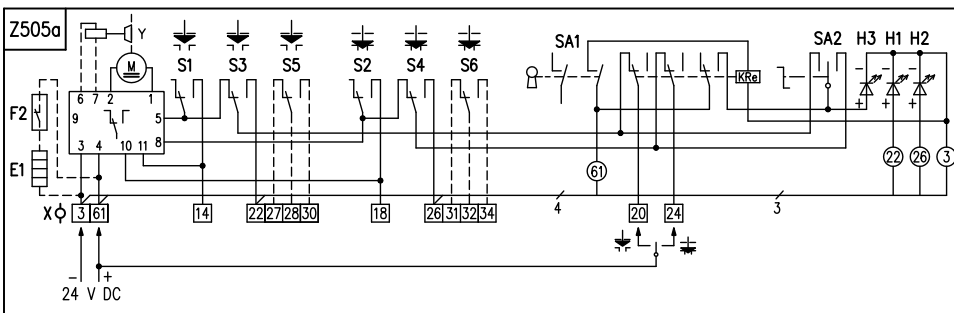 Z505a
Y
M
S1 S3 S5 S2 S4 S6 SA1 SA2 H3 H1 H2
KRe
6 7 2 1
F2
9 5
8
3 4 10 11
E1
61 22 26 3
4 3
X 3 61 14 22 27 28 30 18 26 31 32 34 20 24
− +
24 V DC
− − −
+ + +